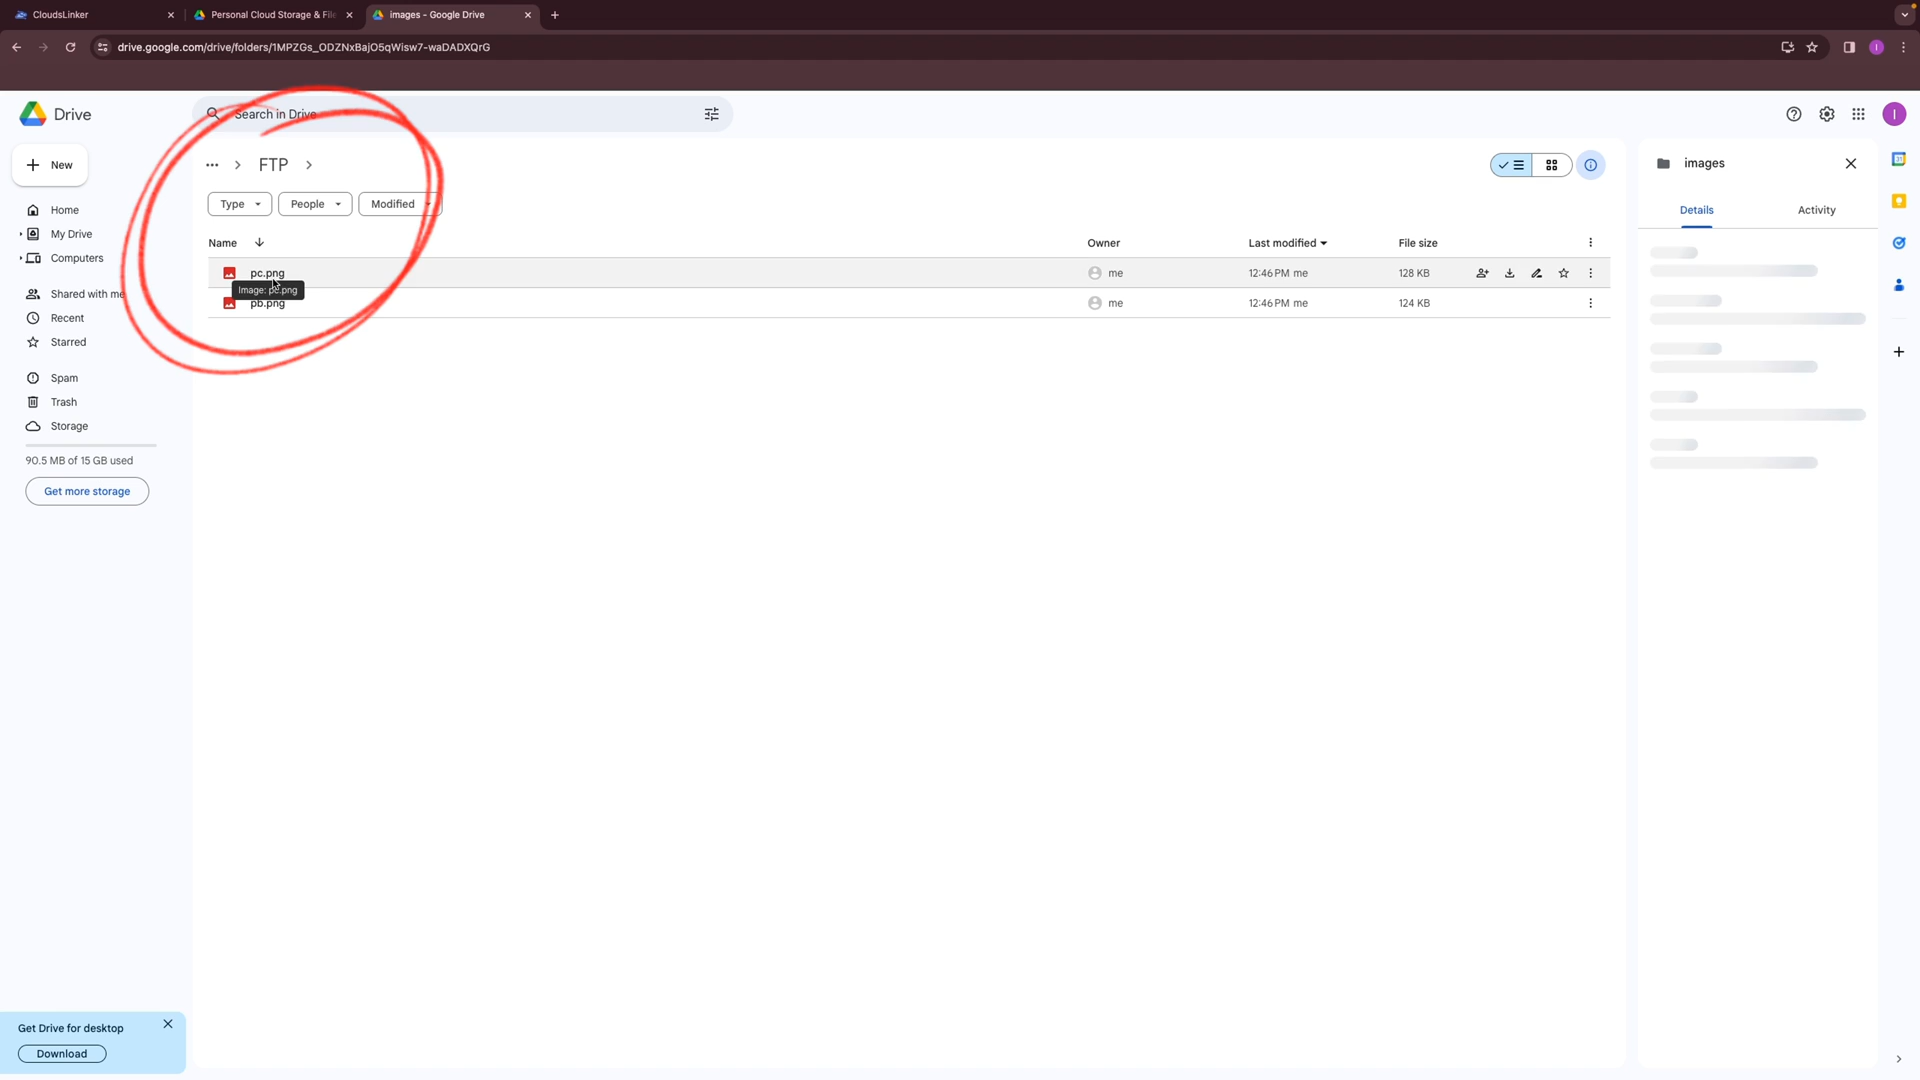 CloudsLinker
Personal Cloud Storage & File
images - Google Drive
drive.google.com/drive/folders/1MPZGs_ODZNxBajO5qWisw7-waDADXQrG
I
Drive
Search in Drive
I
New
... FTP
images
Type People Modified
Details Activity
Home
My Drive
Computers
Shared with me
Recent
Starred
Spam
Trash
Storage
90.5 MB of 15 GB used
Get more storage
Name Owner Last modified File size
pc.png me 12:46 PM me 128 KB
Image: pc.png
pb.png me 12:46 PM me 124 KB
31
Get Drive for desktop
Download